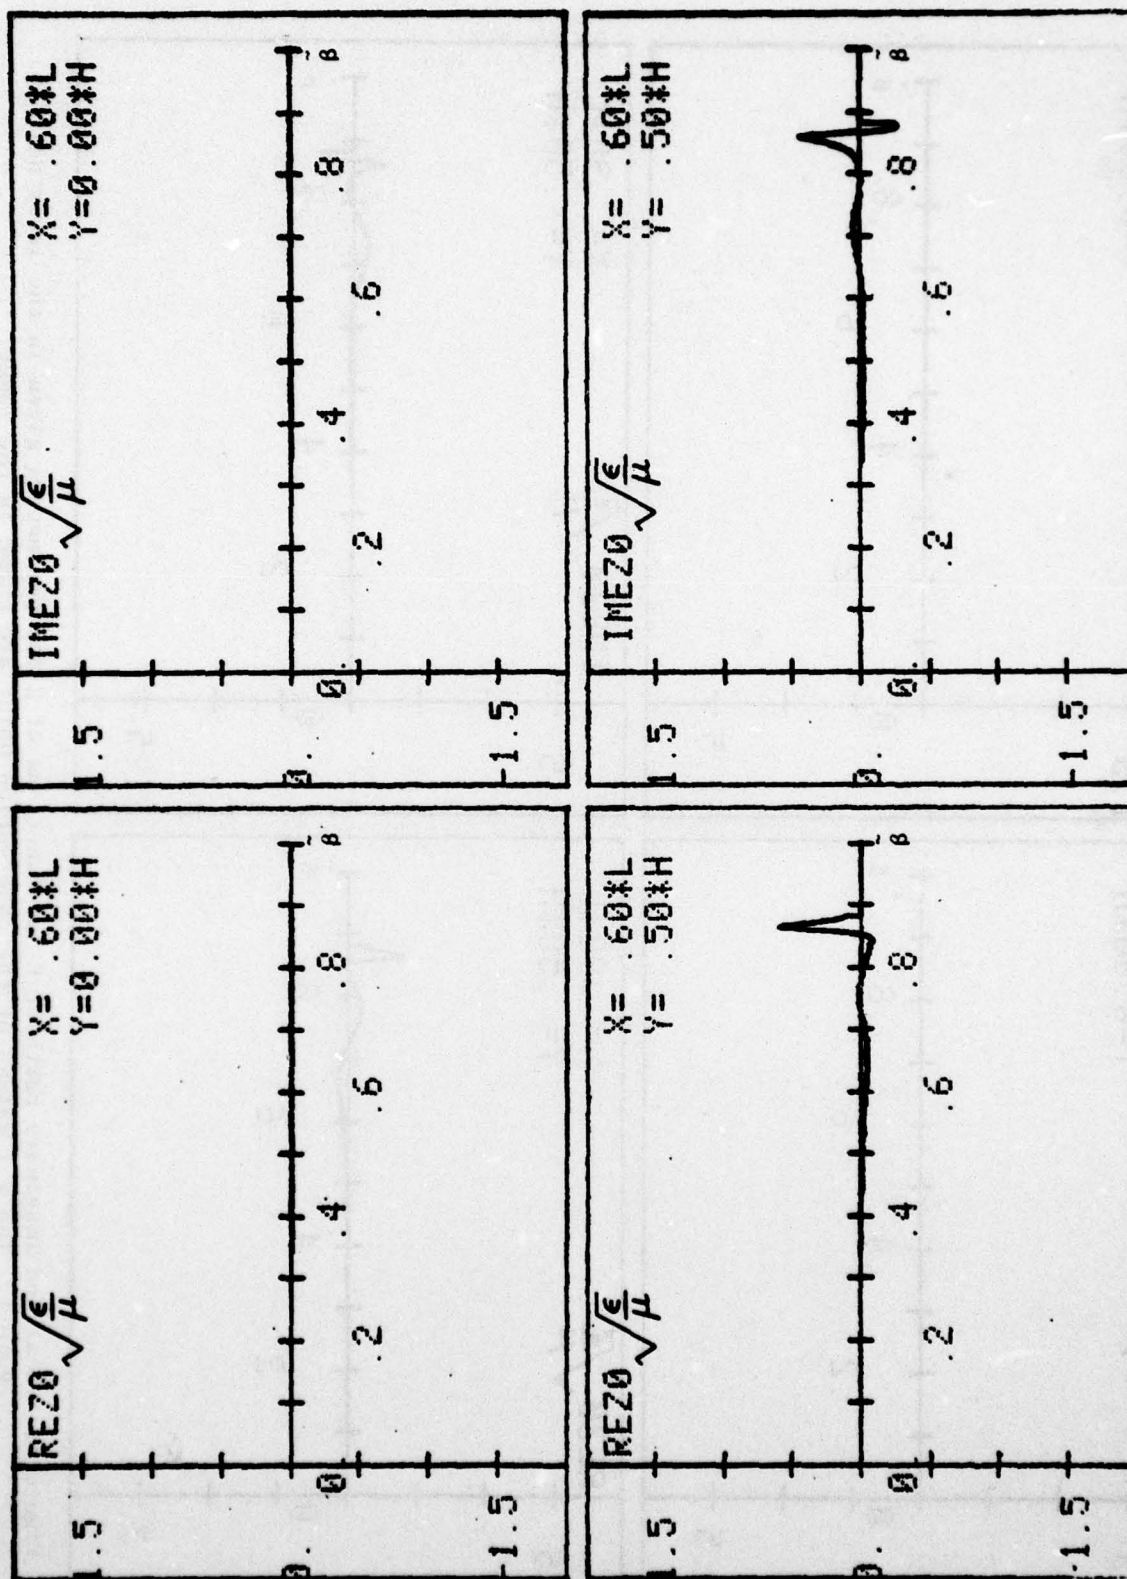 REZ0 √ε/μ
X= .60*L
Y=0.00*H
1.5
0.
-1.5
0 .2 .4 .6 .8 β̃
IMEZ0 √ε/μ
X= .60*L
Y=0.00*H
1.5
0.
-1.5
0. .2 .4 .6 .8 β̃
REZ0 √ε/μ
X= .60*L
Y= .50*H
1.5
0.
-1.5
0 .2 .4 .6 .8 β̃
IMEZ0 √ε/μ
X= .60*L
Y= .50*H
1.5
0.
-1.5
0. .2 .4 .6 .8 β̃